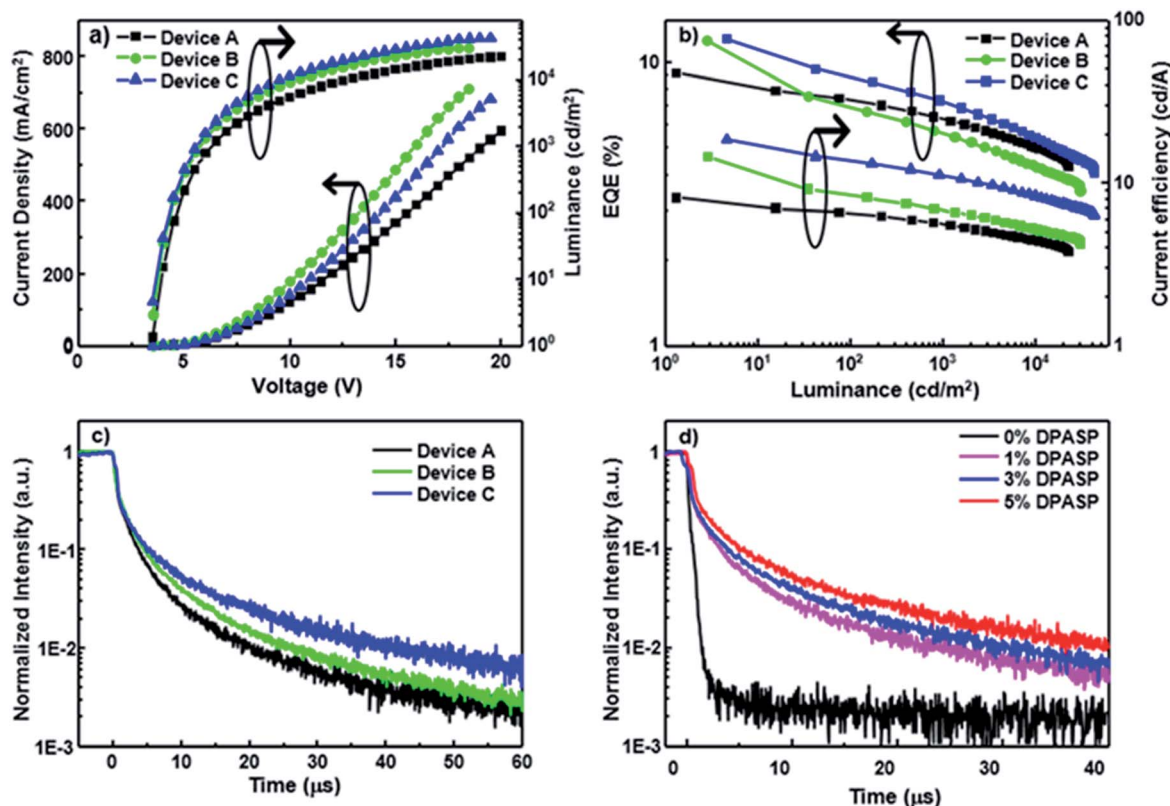 a)
Device A
Device B
Device C
800
600
400
200
0
5
10
15
20
10⁴
10³
10²
10¹
10⁰
Current Density (mA/cm²)
Luminance (cd/m²)
Voltage (V)
b)
Device A
Device B
Device C
10
1
100
10
1
10⁰
10¹
10²
10³
10⁴
EQE (%)
Current efficiency (cd/A)
Luminance (cd/m²)
c)
Device A
Device B
Device C
1
1E-1
1E-2
1E-3
0
10
20
30
40
50
60
Normalized Intensity (a.u.)
Time (μs)
d)
0% DPASP
1% DPASP
3% DPASP
5% DPASP
1
1E-1
1E-2
1E-3
0
10
20
30
40
Normalized Intensity (a.u.)
Time (μs)